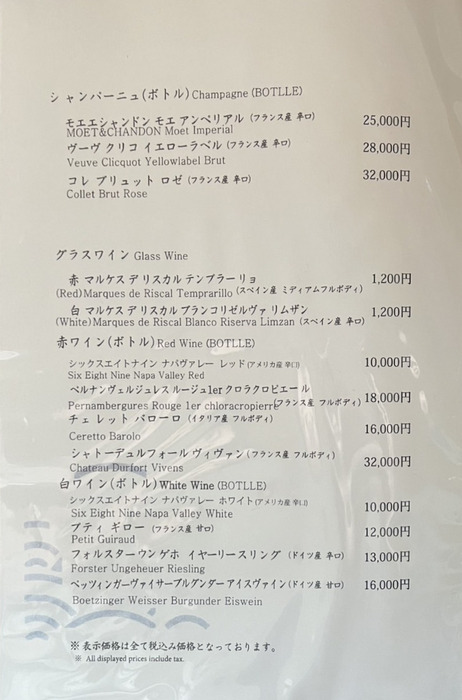 シャンパーニュ(ボトル) Champagne (BOTLLE)
モエエシャンドン モエ アンペリアル (フランス産 辛口) 25,000円
MOET&CHANDON Moet Imperial
ヴーヴ クリコ イエローラベル (フランス産 辛口) 28,000円
Veuve Clicquot Yellowlabel Brut
コレ ブリュット ロゼ (フランス産 辛口) 32,000円
Collet Brut Rose
グラスワイン Glass Wine
赤 マルケス デ リスカル テンプラーリョ 1,200円
(Red)Marques de Riscal Temprarillo (スペイン産 ミディアムフルボディ)
白 マルケス デ リスカル ブランコリゼルヴァ リムザン 1,200円
(White)Marques de Riscal Blanco Riserva Limzan (スペイン産 辛口)
赤ワイン(ボトル) Red Wine (BOTLLE)
シックスエイトナイン ナパヴァレー レッド(アメリカ産 辛口) 10,000円
Six Eight Nine Napa Valley Red
ペルナンヴェルジュレス ルージュ1er クロラクロピエール
Pernambergures Rouge 1er chloracropierre(フランス産 フルボディ) 18,000円
チェレット バローロ (イタリア産 フルボディ) 16,000円
Ceretto Barolo
シャトーデュルフォール ヴィヴァン(フランス産 フルボディ) 32,000円
Chateau Durfort Vivens
白ワイン(ボトル) White Wine (BOTLLE)
シックスエイトナイン ナパヴァレー ホワイト(アメリカ産 辛口) 10,000円
Six Eight Nine Napa Valley White
プティ ギロー (フランス産 甘口) 12,000円
Petit Guiraud
フォルスターウンゲホイヤーリースリング (ドイツ産 辛口) 13,000円
Forster Ungeheuer Riesling
ベッツィンガーヴァイサーブルグンダーアイスヴァイン(ドイツ産 甘口) 16,000円
Boetzinger Weisser Burgunder Eiswein
※表示価格は全て税込み価格となっております。
※ All displayed prices include tax.